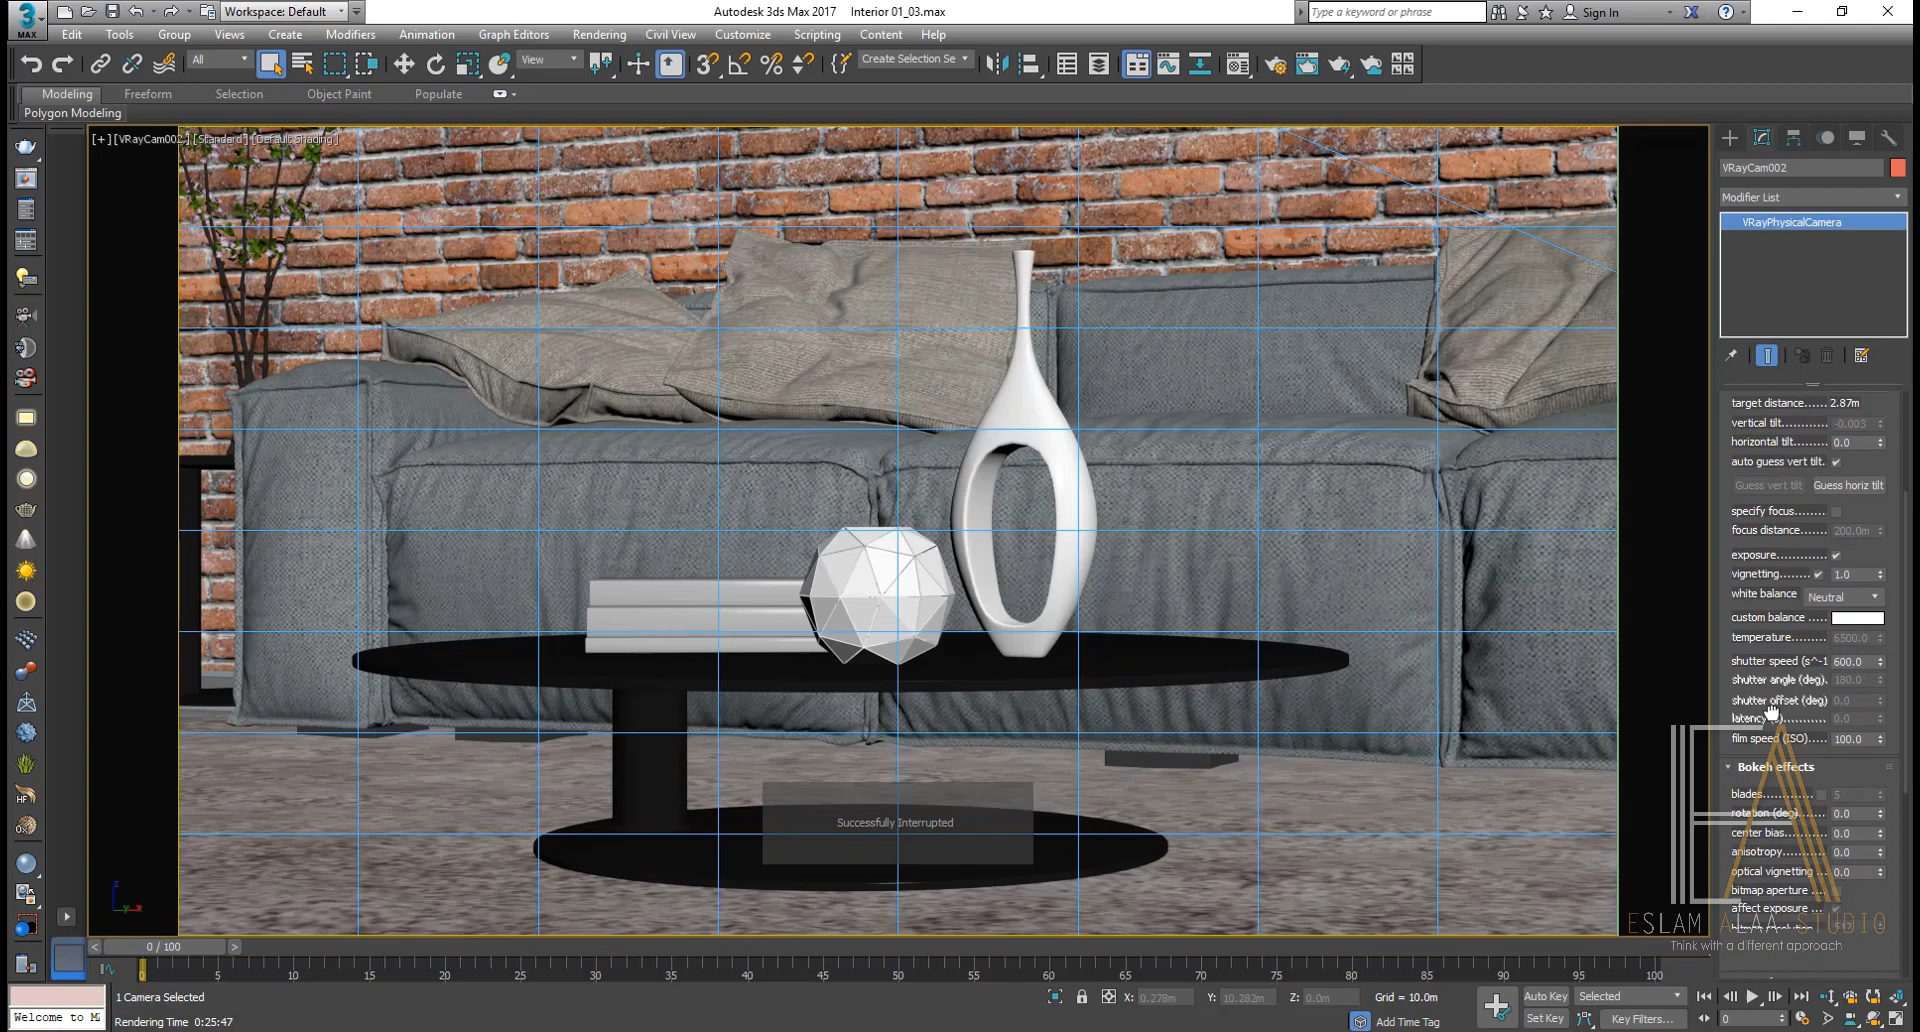 Workspace: Default
Autodesk 3ds Max 2017 Interior 01_03.max
Type a keyword or phrase
Sign In
MAX
Edit Tools Group Views Create Modifiers Animation Graph Editors Rendering Civil View Customize Scripting Content Help
All
View
Create Selection Se
Modeling Freeform Selection Object Paint Populate
Polygon Modeling
[+] [VRayCam002] [Standard] [Default Shading]
VRayCam002
Modifier List
VRayPhysicalCamera
target distance...... 2.87m
vertical tilt............ -0.003
horizontal tilt........ 0.0
auto guess vert tilt.
Guess vert tilt Guess horiz tilt
specify focus........
focus distance...... 200.0m
exposure.............
vignetting....... 1.0
white balance Neutral
custom balance .....
temperature......... 6500.0
shutter speed (s^-1 600.0
shutter angle (deg). 180.0
shutter offset (deg) 0.0
latency (s)........... 0.0
film speed (ISO)..... 100.0
Bokeh effects
blades............ 5
rotation (deg)....... 0.0
center bias.......... 0.0
anisotropy........... 0.0
optical vignetting ... 0.0
bitmap aperture ....
affect exposure ...
Successfully Interrupted
ESLAM ALAA STUDIO
Think with a different approach
0 / 100
0 5 10 15 20 25 30 35 40 45 50 55 60 65 70 75 80 85 90 95 100
1 Camera Selected
X: 0.278m Y: 10.282m Z: 0.0m Grid = 10.0m
Auto Key Selected
Welcome to M
Rendering Time 0:25:47
Add Time Tag
Set Key Key Filters...
0